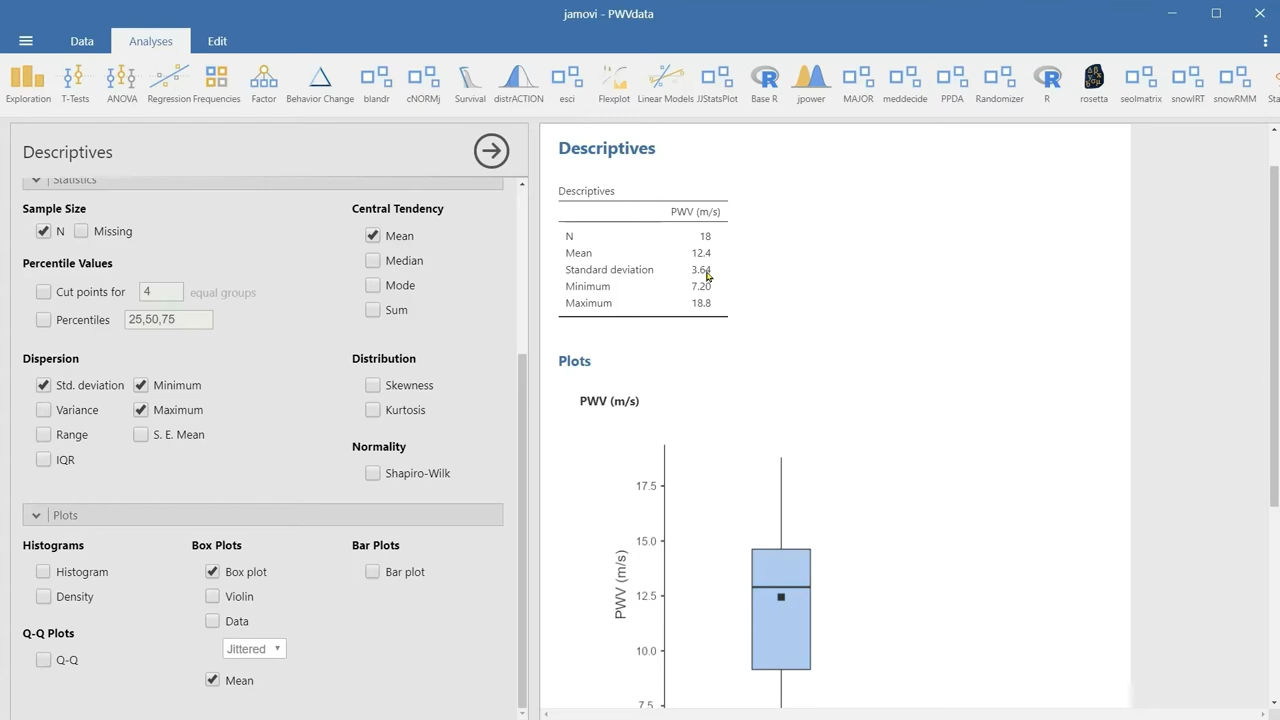 jamovi - PWVdata
Data Analyses Edit
Exploration T-Tests ANOVA Regression Frequencies Factor Behavior Change blandr cNORMj Survival distrACTION esci Flexplot Linear Models JJStatsPlot Base R jpower MAJOR meddecide PPDA Randomizer R rosetta seolmatrix snowIRT snowRMM
Descriptives
Statistics
Sample Size
N Missing
Percentile Values
Cut points for 4 equal groups
Percentiles 25,50,75
Central Tendency
Mean
Median
Mode
Sum
Dispersion
Std. deviation Minimum
Variance Maximum
Range S. E. Mean
IQR
Distribution
Skewness
Kurtosis
Normality
Shapiro-Wilk
Plots
Histograms
Histogram
Density
Q-Q Plots
Q-Q
Box Plots
Box plot
Violin
Data
Jittered
Mean
Bar Plots
Bar plot
Descriptives
Descriptives
PWV (m/s)
N 18
Mean 12.4
Standard deviation 3.64
Minimum 7.20
Maximum 18.8
Plots
PWV (m/s)
17.5
15.0
12.5
10.0
7.5
PWV (m/s)